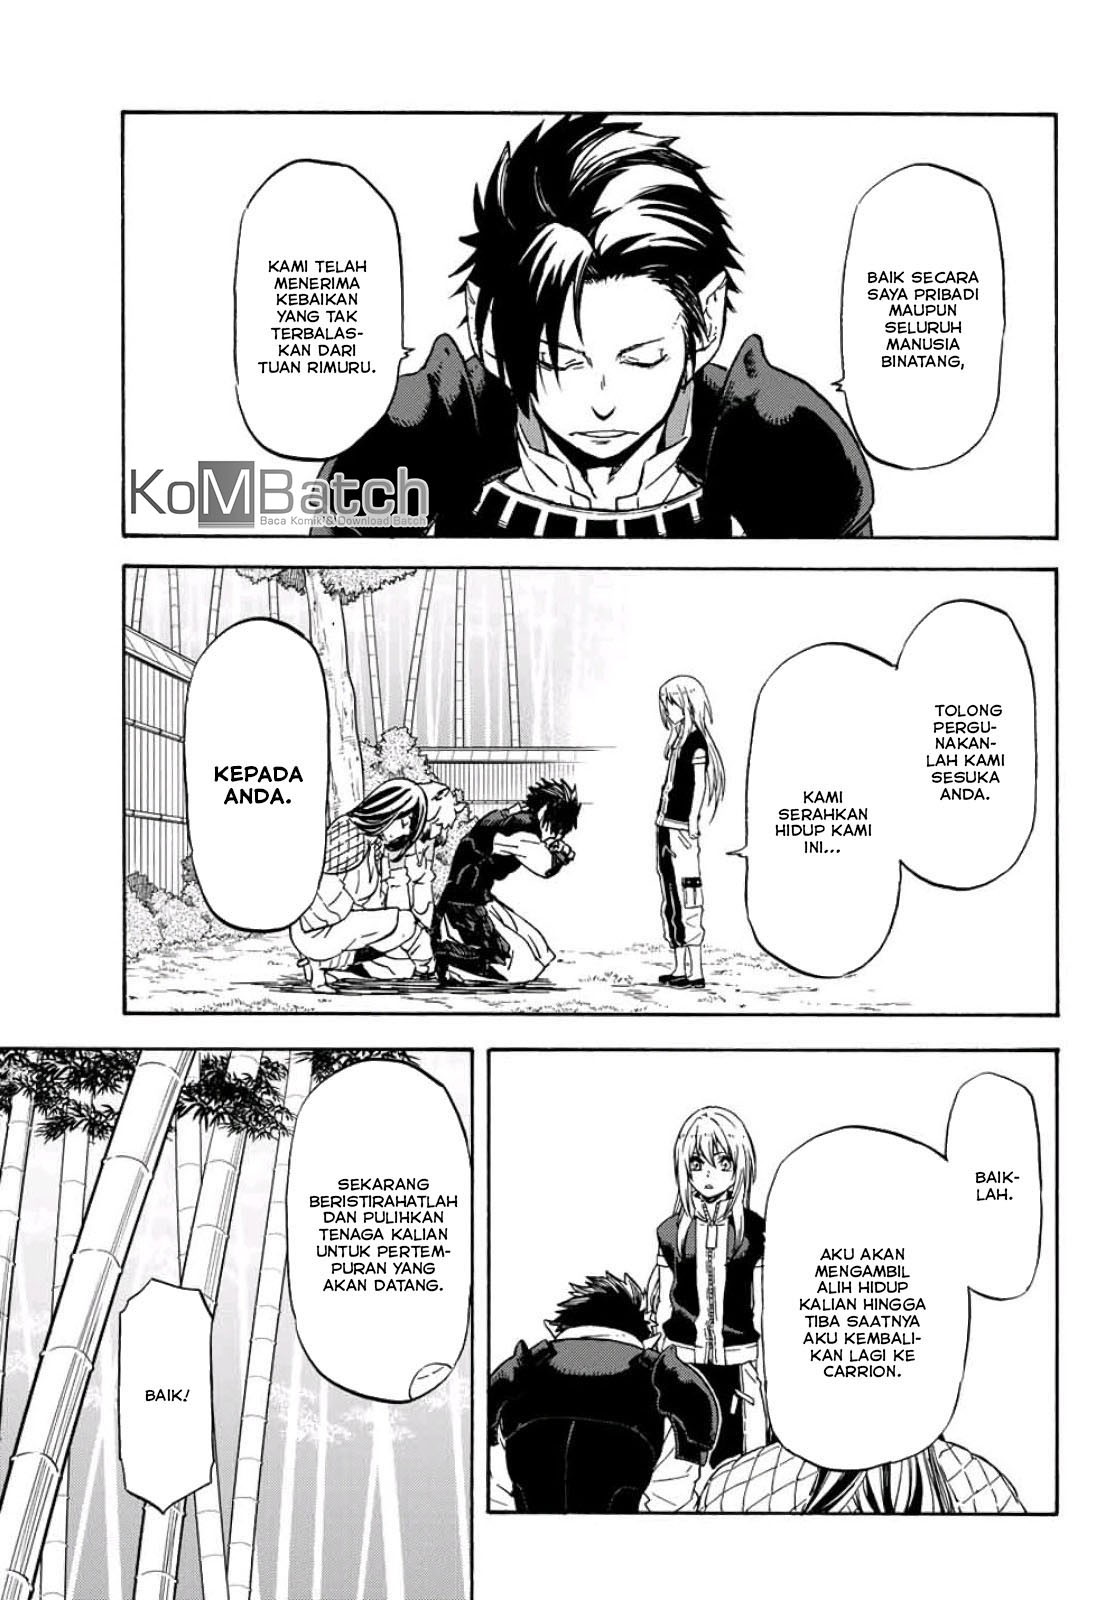 BAIK SECARA
SAYA PRIBADI
MAUPUN
SELURUH
MANUSIA
BINATANG,
KAMI TELAH
MENERIMA
KEBAIKAN
YANG TAK
TERBALAS-
KAN DARI
TUAN RIMURU.
KoMBatch
Baca Komik & Download Batch
TOLONG
PERGU-
NAKAN-
LAH KAMI
SESUKA
ANDA.
KAMI
SERAHKAN
HIDUP KAMI
INI...
KEPADA
ANDA.
BAIK-
LAH.
AKU AKAN
MENGAMBIL
ALIH HIDUP
KALIAN HINGGA
TIBA SAATNYA
AKU KEMBALI-
KAN LAGI KE
CARRION.
SEKARANG
BERISTIRAHATLAH
DAN PULIHKAN
TENAGA KALIAN
UNTUK PERTEM-
PURAN YANG
AKAN DATANG.
BAIK!